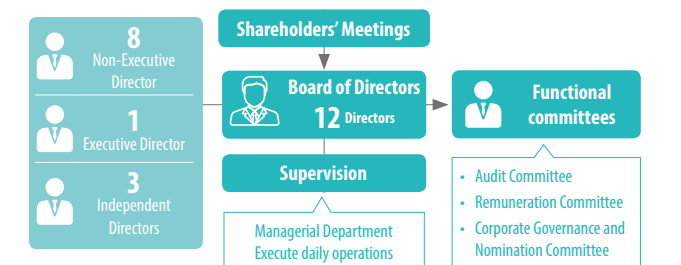 8
Non-Executive
Director
1
Executive Director
3
Independent
Directors
Shareholders' Meetings
Board of Directors
12 Directors
Supervision
Managerial Department
Execute daily operations
Functional
committees
• Audit Committee
• Remuneration Committee
• Corporate Governance and
Nomination Committee